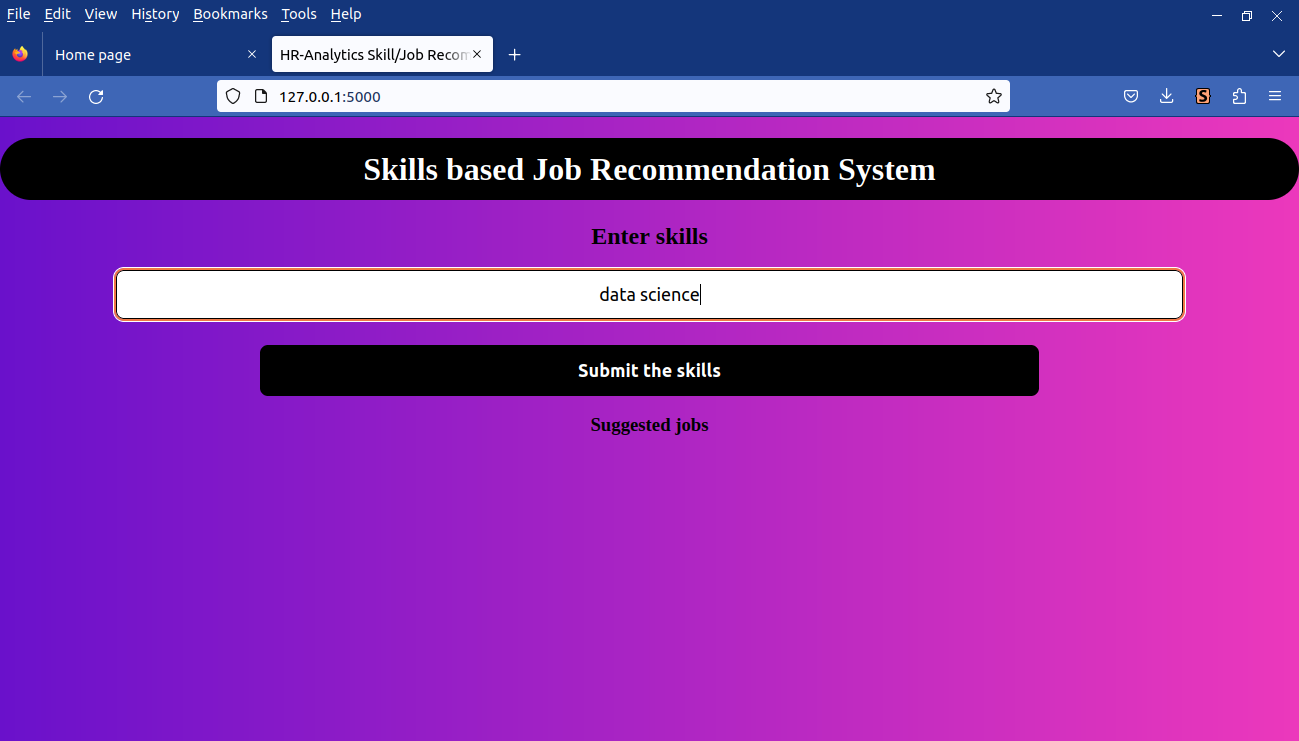 File Edit View History Bookmarks Tools Help
Home page
HR-Analytics Skill/Job Recom
127.0.0.1:5000
S
Skills based Job Recommendation System
Enter skills
data science
Submit the skills
Suggested jobs